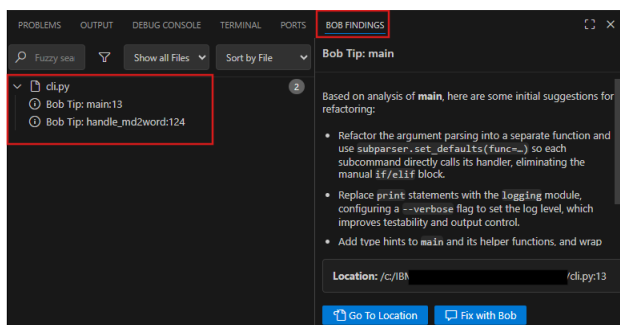 PROBLEMS OUTPUT DEBUG CONSOLE TERMINAL PORTS BOB FINDINGS
Fuzzy sea Show all Files Sort by File
cli.py 2
Bob Tip: main:13
Bob Tip: handle_md2word:124
Bob Tip: main
Based on analysis of main, here are some initial suggestions for
refactoring:
• Refactor the argument parsing into a separate function and
use subparser.set_defaults(func=…) so each
subcommand directly calls its handler, eliminating the
manual if/elif block.
• Replace print statements with the logging module,
configuring a --verbose flag to set the log level, which
improves testability and output control.
• Add type hints to main and its helper functions, and wrap
Location: /c:/IBM /cli.py:13
Go To Location Fix with Bob